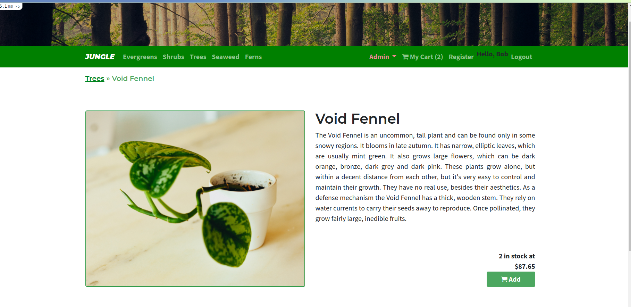 JUNGLE Evergreens Shrubs Trees Seaweed Ferns Admin My Cart (2) Register Hello, Bob Logout
Trees » Void Fennel
Void Fennel
The Void Fennel is an uncommon, tall plant and can be found only in some
snowy regions. It blooms in late autumn. It has narrow, elliptic leaves, which
are usually mint green. It also grows large flowers, which can be dark
orange, bronze, dark grey and dark pink. These plants grow alone, but
within a decent distance from each other, but it's very easy to control and
maintain their growth. They have no real use, besides their aesthetics. As a
defense mechanism the Void Fennel has a thick, wooden stem. They rely on
water currents to carry their seeds away to reproduce. Once pollinated, they
grow fairly large, inedible fruits.
2 in stock at
$87.65
Add